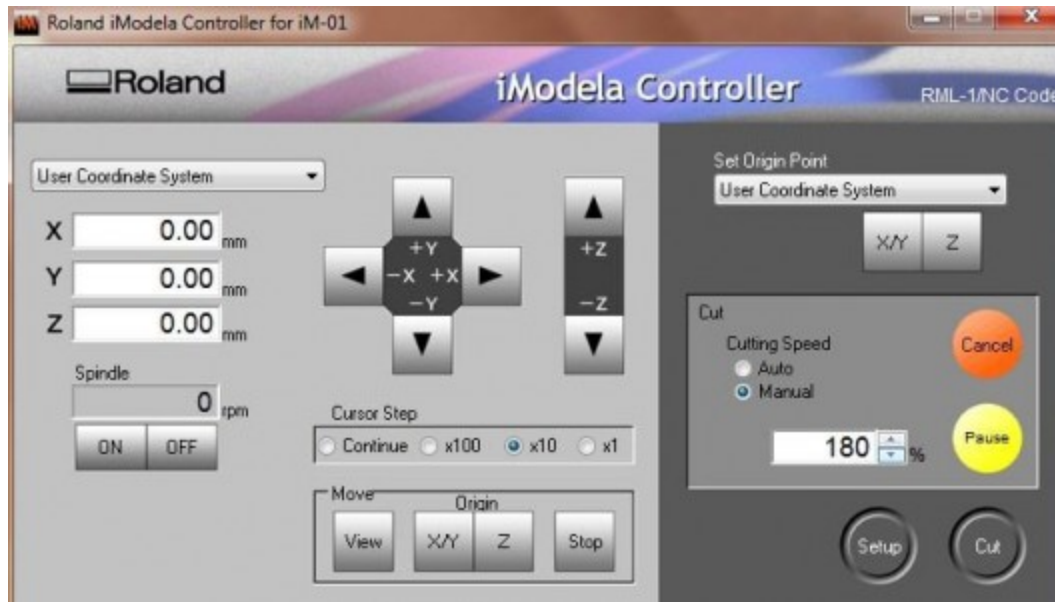 Roland iModela Controller for iM-01
Roland
iModela Controller
RML-1/NC Code
User Coordinate System
X 0.00 mm
Y 0.00 mm
Z 0.00 mm
Spindle
0 rpm
ON OFF
+Y
-X +X
-Y
+Z
-Z
Cursor Step
Continue x100 x10 x1
Move
Origin
View X/Y Z Stop
Set Origin Point
User Coordinate System
X/Y Z
Cut
Cutting Speed
Auto
Manual
180 %
Cancel
Pause
Setup Cut